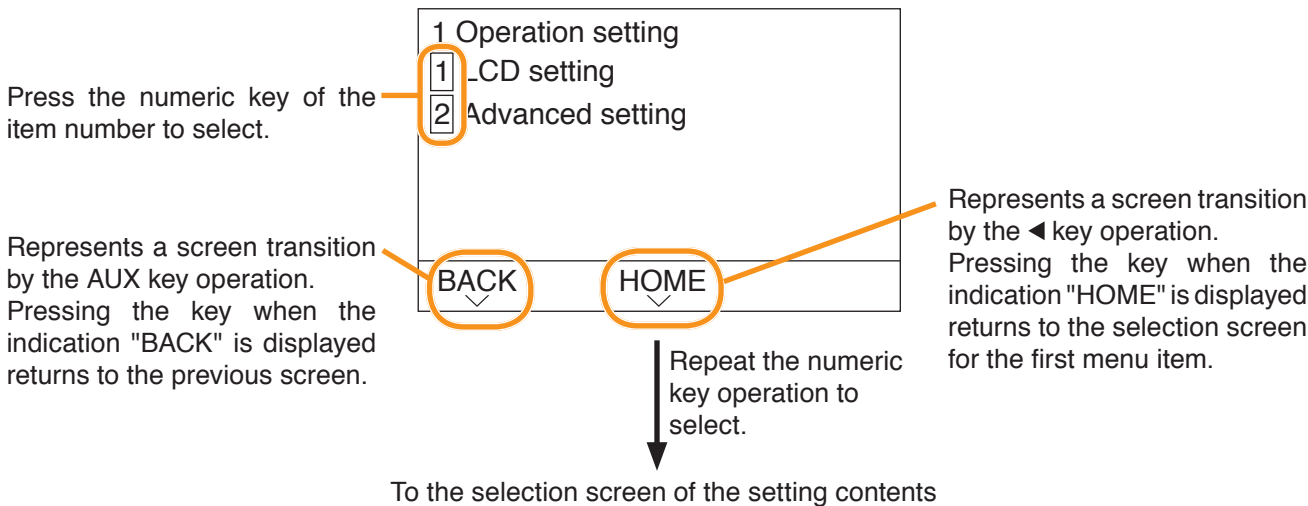 1 Operation setting
1 LCD setting
2 Advanced setting
Press the numeric key of the
item number to select.
Represents a screen transition
by the AUX key operation.
Pressing the key when the
indication "BACK" is displayed
returns to the previous screen.
BACK
HOME
Represents a screen transition
by the ◀ key operation.
Pressing the key when the
indication "HOME" is displayed
returns to the selection screen
for the first menu item.
Repeat the numeric
key operation to
select.
To the selection screen of the setting contents